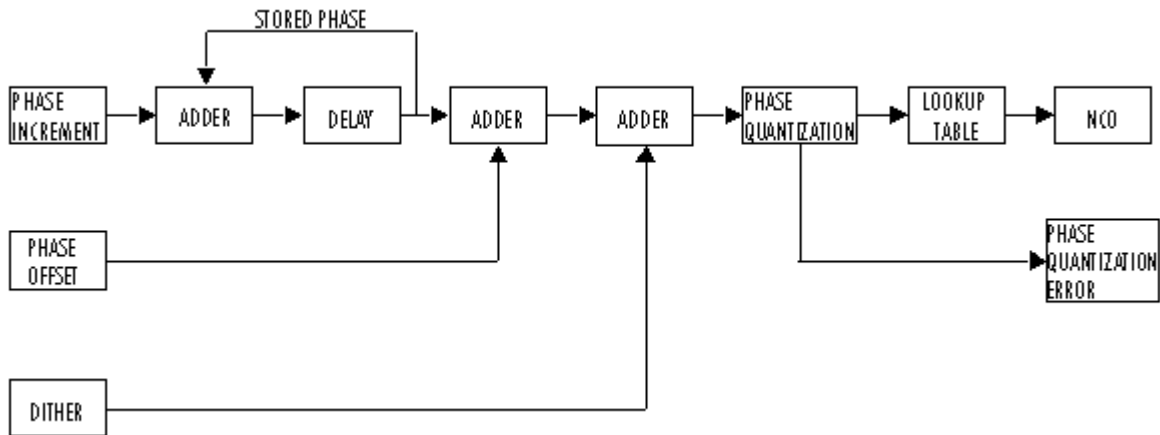 STORED PHASE
PHASE
INCREMENT
ADDER
DELAY
ADDER
ADDER
PHASE
QUANTIZATION
LOOKUP
TABLE
NCO
PHASE
OFFSET
PHASE
QUANTIZATION
ERROR
DITHER